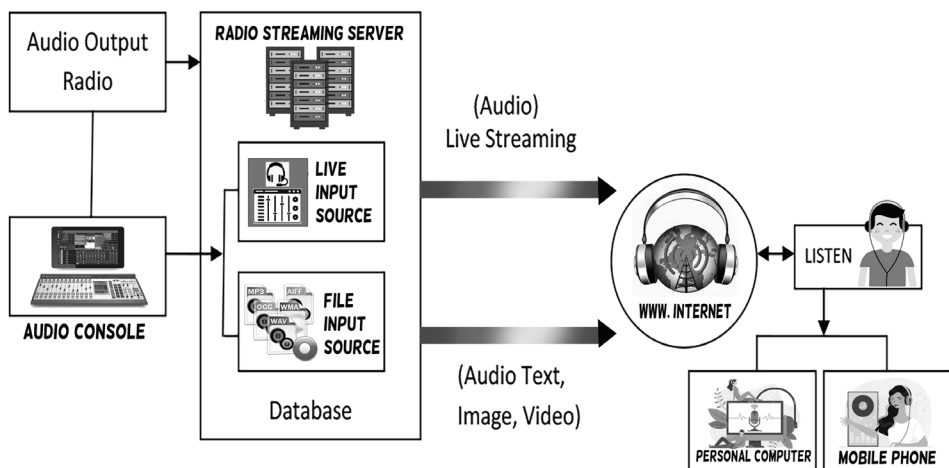 Audio Output
Radio
AUDIO CONSOLE
RADIO STREAMING SERVER
LIVE
INPUT
SOURCE
MP3
AIFF
OGG
WMA
WAV
FILE
INPUT
SOURCE
Database
(Audio)
Live Streaming
(Audio Text,
Image, Video)
WWW. INTERNET
LISTEN
PERSONAL COMPUTER
MOBILE PHONE